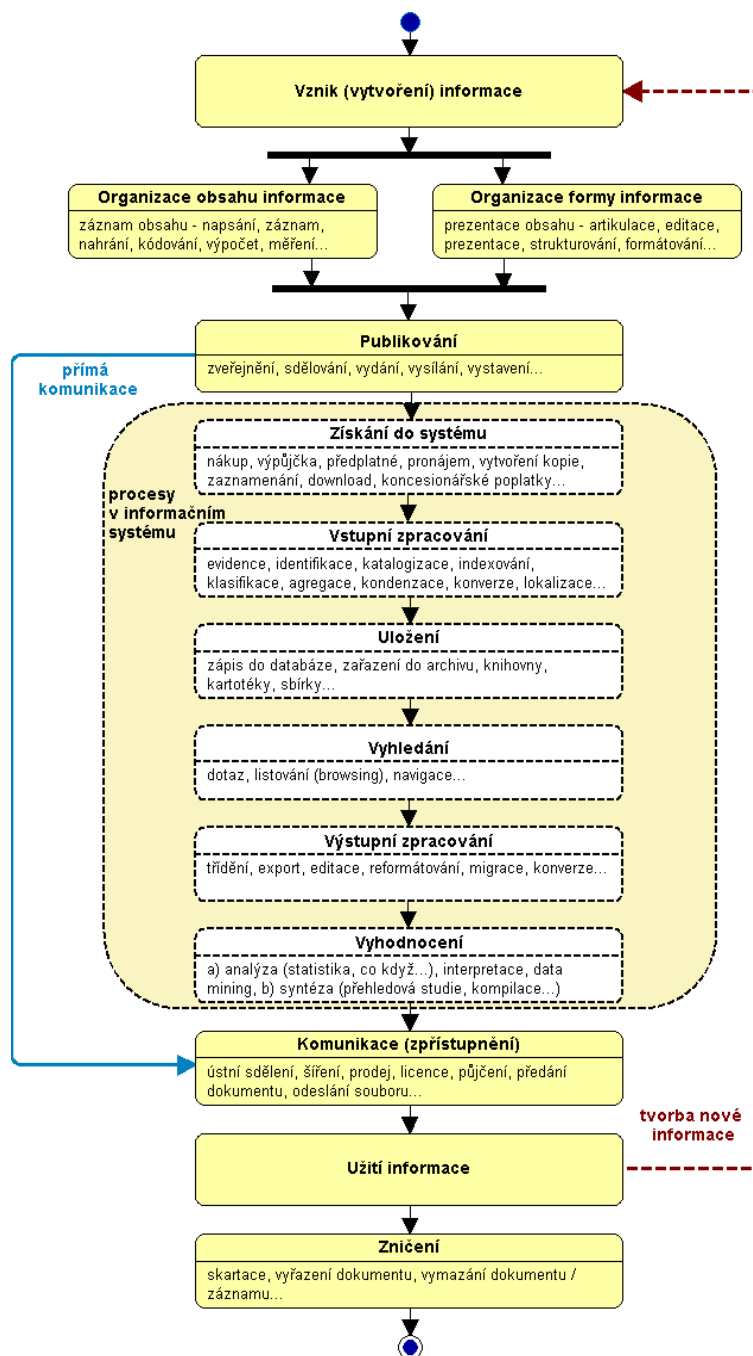 Vznik (vytvoření) informace
Organizace obsahu informace
záznam obsahu - napsání, záznam,
nahrání, kódování, výpočet, měření...
Organizace formy informace
prezentace obsahu - artikulace, editace,
prezentace, strukturování, formátování...
Publikování
zveřejnění, sdělování, vydání, vysílání, vystavení...
přímá
komunikace
Získání do systému
nákup, výpůjčka, předplatné, pronájem, vytvoření kopie,
zaznamenání, download, koncesionářské poplatky...
procesy
v informačním
systému
Vstupní zpracování
evidence, identifikace, katalogizace, indexování,
klasifikace, agregace, kondenzace, konverze, lokalizace...
Uložení
zápis do databáze, zařazení do archivu, knihovny,
kartotéky, sbírky...
Vyhledání
dotaz, listování (browsing), navigace...
Výstupní zpracování
třídění, export, editace, reformátování, migrace, konverze...
Vyhodnocení
a) analýza (statistika, co když...), interpretace, data
mining, b) syntéza (přehledová studie, kompilace...)
Komunikace (zpřístupnění)
ústní sdělení, šíření, prodej, licence, půjčení, předání
dokumentu, odeslání souboru...
tvorba nové
informace
Užití informace
Zničení
skartace, vyřazení dokumentu, vymazání dokumentu /
záznamu...